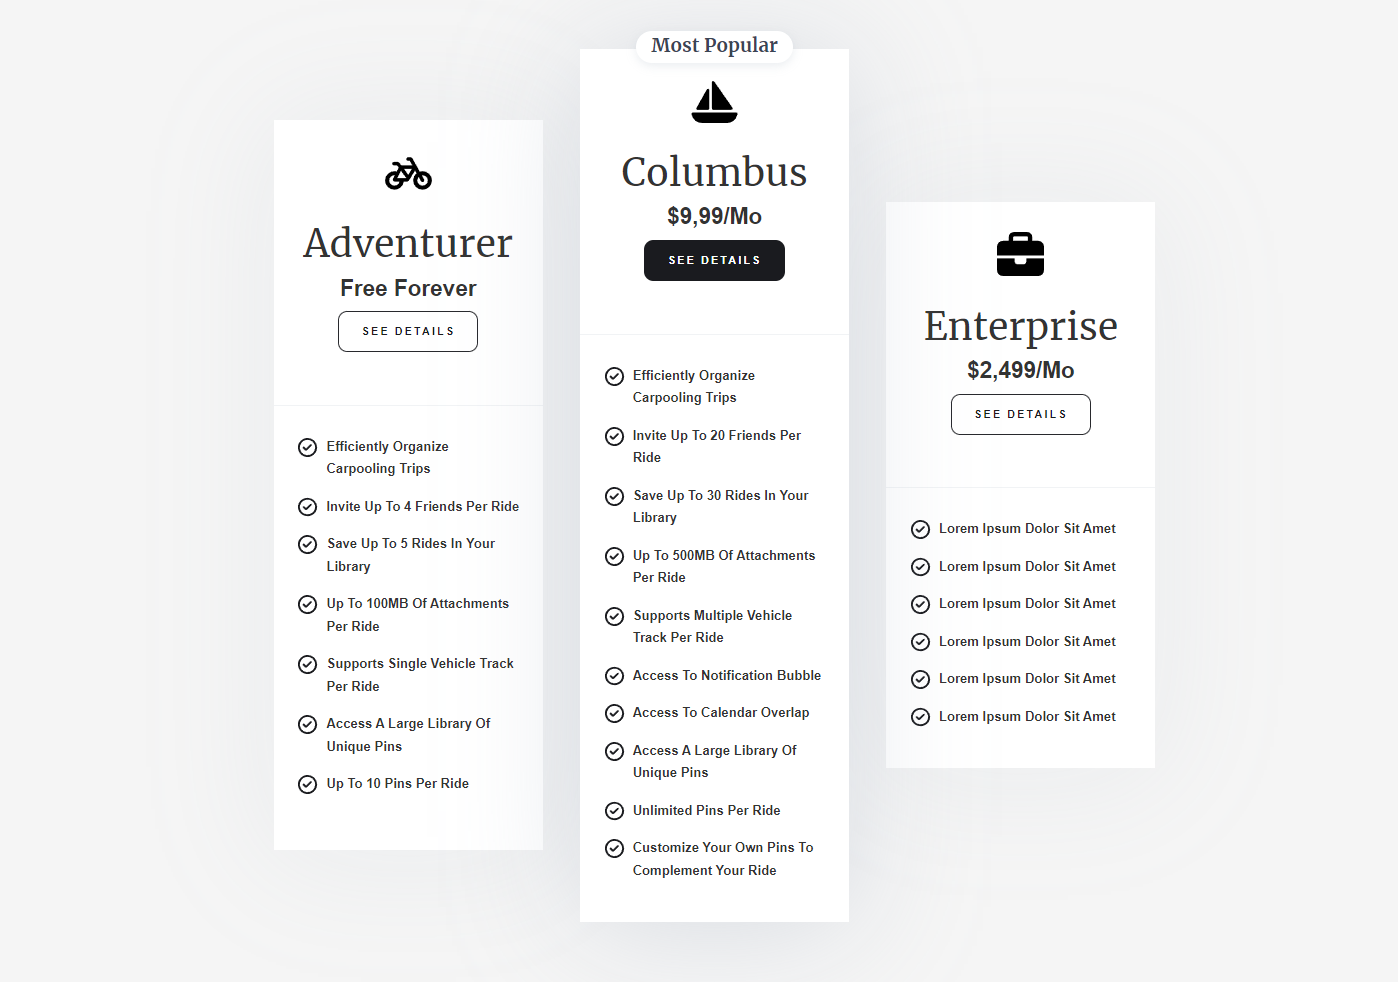 Adventurer
Free Forever
SEE DETAILS
Efficiently Organize
Carpooling Trips
Invite Up To 4 Friends Per Ride
Save Up To 5 Rides In Your
Library
Up To 100MB Of Attachments
Per Ride
Supports Single Vehicle Track
Per Ride
Access A Large Library Of
Unique Pins
Up To 10 Pins Per Ride
Most Popular
Columbus
$9,99/Mo
SEE DETAILS
Efficiently Organize
Carpooling Trips
Invite Up To 20 Friends Per
Ride
Save Up To 30 Rides In Your
Library
Up To 500MB Of Attachments
Per Ride
Supports Multiple Vehicle
Track Per Ride
Access To Notification Bubble
Access To Calendar Overlap
Access A Large Library Of
Unique Pins
Unlimited Pins Per Ride
Customize Your Own Pins To
Complement Your Ride
Enterprise
$2,499/Mo
SEE DETAILS
Lorem Ipsum Dolor Sit Amet
Lorem Ipsum Dolor Sit Amet
Lorem Ipsum Dolor Sit Amet
Lorem Ipsum Dolor Sit Amet
Lorem Ipsum Dolor Sit Amet
Lorem Ipsum Dolor Sit Amet